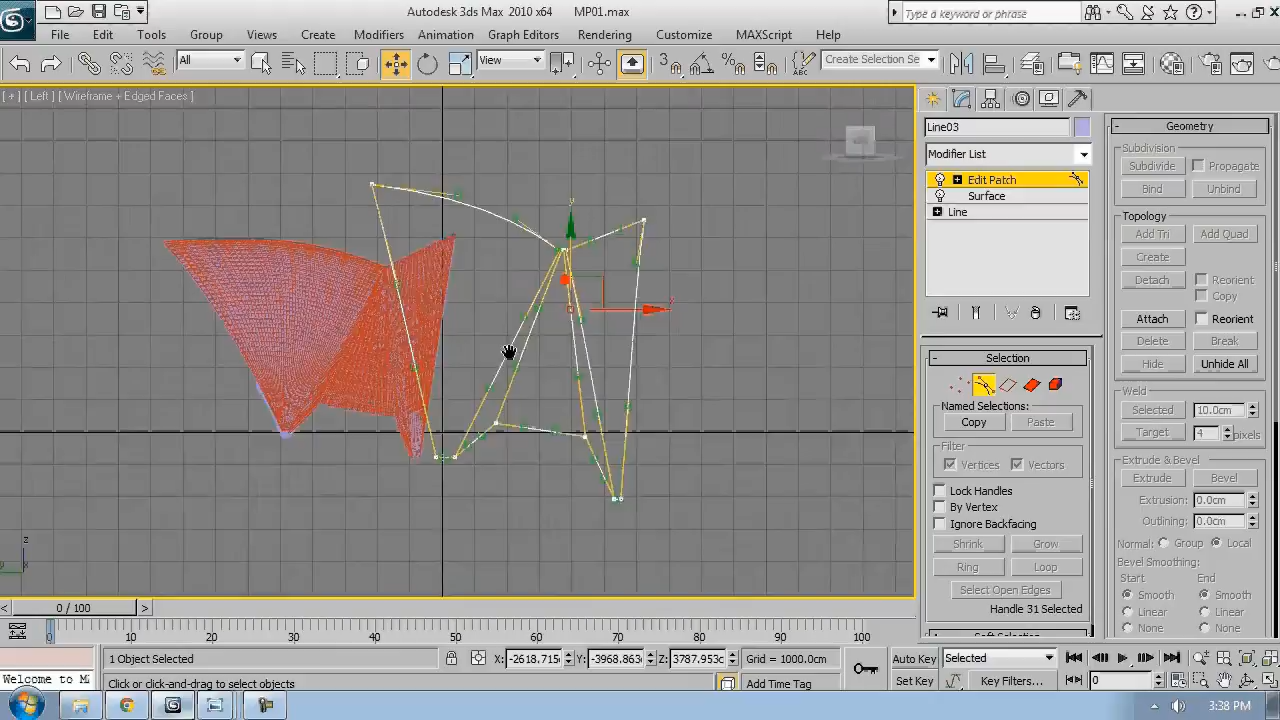 Autodesk 3ds Max 2010 x64 MP01.max
Type a keyword or phrase
File Edit Tools Group Views Create Modifiers Animation Graph Editors Rendering Customize MAXScript Help
All View Create Selection Se
[ + ] [ Left ] [ Wireframe + Edged Faces ]
Line03
Modifier List
Edit Patch
Surface
Line
Selection
Named Selections:
Copy Paste
Filter
Vertices Vectors
Lock Handles
By Vertex
Ignore Backfacing
Shrink Grow
Ring Loop
Select Open Edges
Handle 31 Selected
Geometry
Subdivision
Subdivide Propagate
Bind Unbind
Topology
Add Tri Add Quad
Create
Detach Reorient
Copy
Attach Reorient
Delete Break
Hide Unhide All
Weld
Selected 10.0cm
Target 4 pixels
Extrude & Bevel
Extrude Bevel
Extrusion: 0.0cm
Outlining: 0.0cm
Normal: Group Local
Bevel Smoothing:
Start End
Smooth Smooth
Linear Linear
None None
y
z
0 / 100
0 10 20 30 40 50 60 70 80 90 100
1 Object Selected X: -2618.715 Y: -3968.863 Z: 3787.953c Grid = 1000.0cm Auto Key Selected
Welcome to M Click or click-and-drag to select objects Add Time Tag Set Key Key Filters... 0
3:38 PM